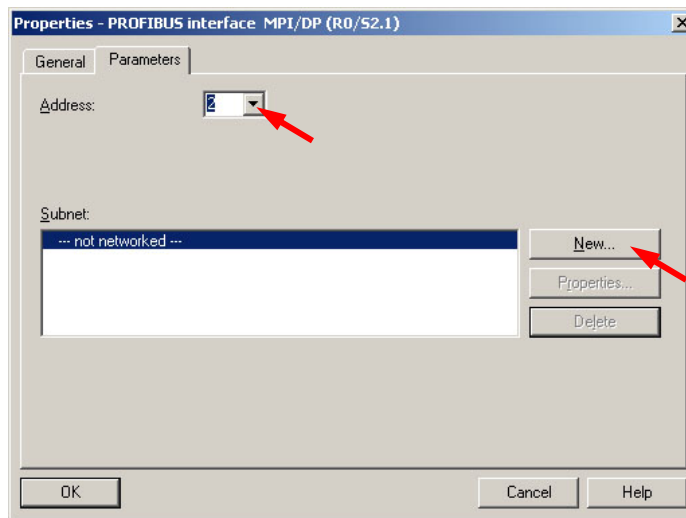 Properties - PROFIBUS interface MPI/DP (R0/S2.1)
General Parameters
Address: 2
Subnet:
--- not networked ---
New...
Properties...
Delete
OK Cancel Help